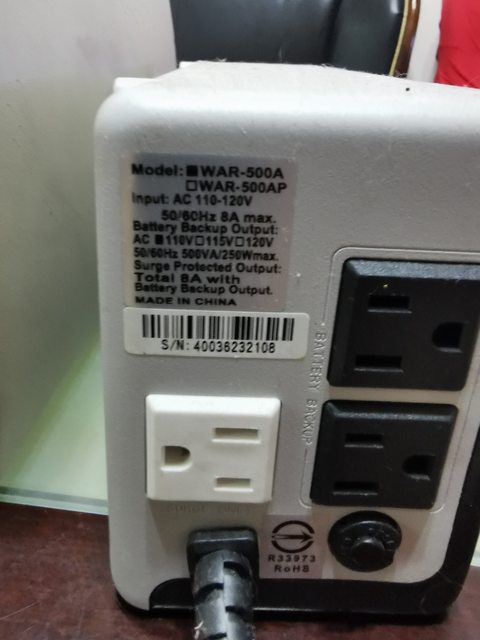 Model: ■WAR-500A
□WAR-500AP
Input: AC 110-120V
50/60Hz 8A max.
Battery Backup Output:
AC ■110V□115V□120V
50/60Hz 500VA/250Wmax.
Surge Protected Output:
Total 8A with
Battery Backup Output.
MADE IN CHINA
S/N: 40036232108
BATTERY BACKUP
SURGE ONLY
R33973
RoHS